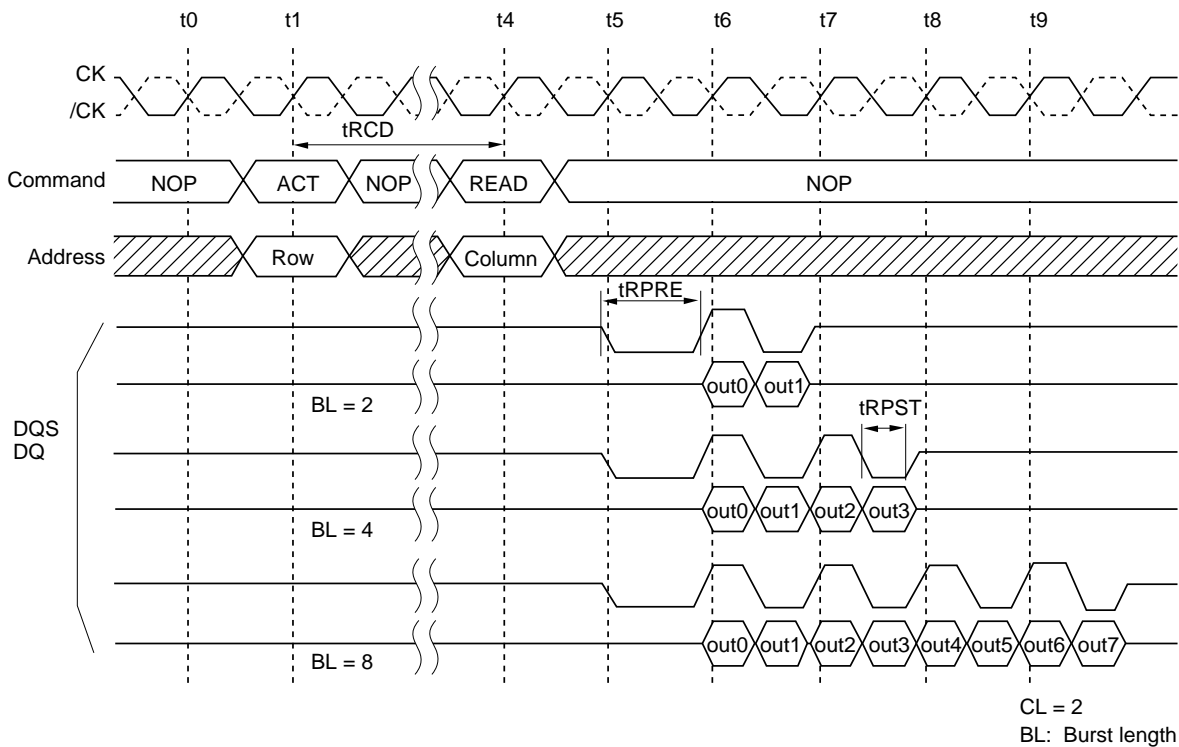 t0 t1 t4 t5 t6 t7 t8 t9
CK
/CK
tRCD
Command NOP ACT NOP READ NOP
Address Row Column
tRPRE
out0 out1
BL = 2
tRPST
DQS
DQ
out0 out1 out2 out3
BL = 4
out0 out1 out2 out3 out4 out5 out6 out7
BL = 8
CL = 2
BL: Burst length